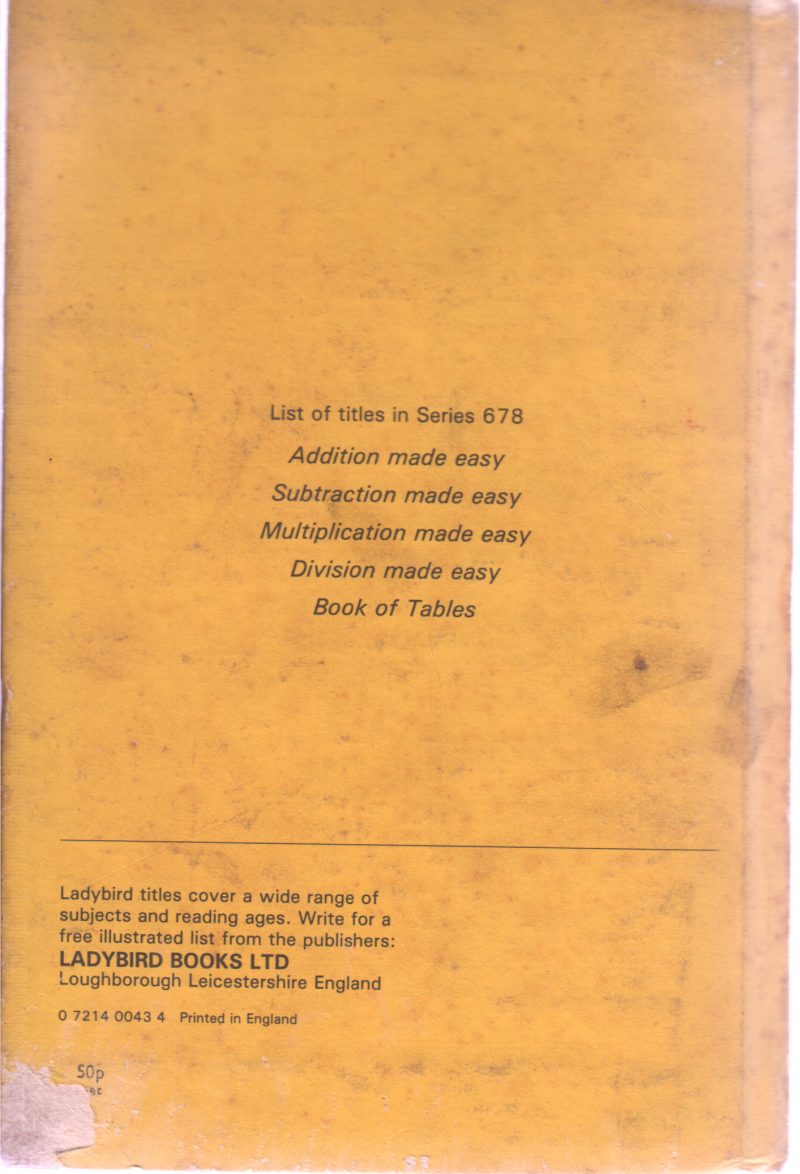 List of titles in Series 678
Addition made easy
Subtraction made easy
Multiplication made easy
Division made easy
Book of Tables
Ladybird titles cover a wide range of
subjects and reading ages. Write for a
free illustrated list from the publishers:
LADYBIRD BOOKS LTD
Loughborough Leicestershire England
0 7214 0043 4 Printed in England
50p